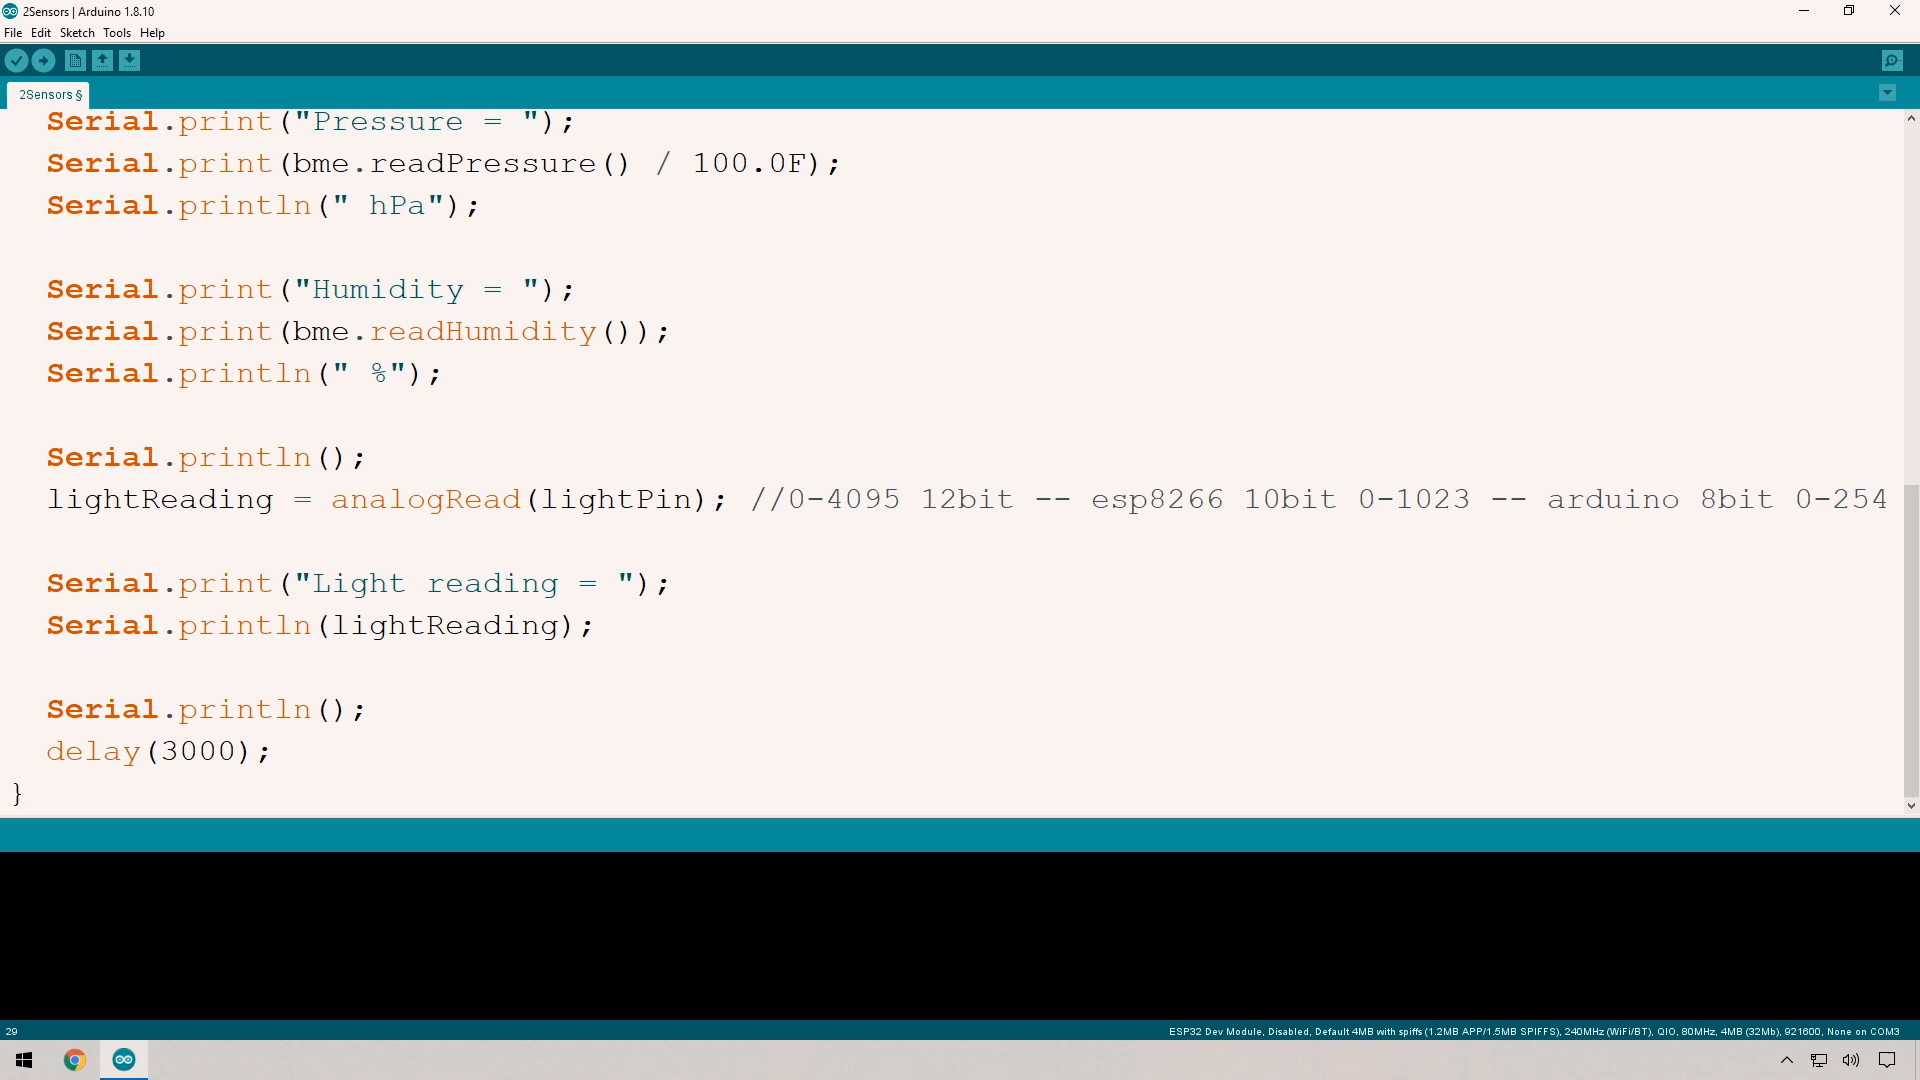 2Sensors | Arduino 1.8.10
File Edit Sketch Tools Help
2Sensors §
Serial.print("Pressure = ");
Serial.print(bme.readPressure() / 100.0F);
Serial.println(" hPa");
Serial.print("Humidity = ");
Serial.print(bme.readHumidity());
Serial.println(" %");
Serial.println();
lightReading = analogRead(lightPin); //0-4095 12bit -- esp8266 10bit 0-1023 -- arduino 8bit 0-254
Serial.print("Light reading = ");
Serial.println(lightReading);
Serial.println();
delay(3000);
}
29
ESP32 Dev Module, Disabled, Default 4MB with spiffs (1.2MB APP/1.5MB SPIFFS), 240MHz (WiFi/BT), QIO, 80MHz, 4MB (32Mb), 921600, None on COM3